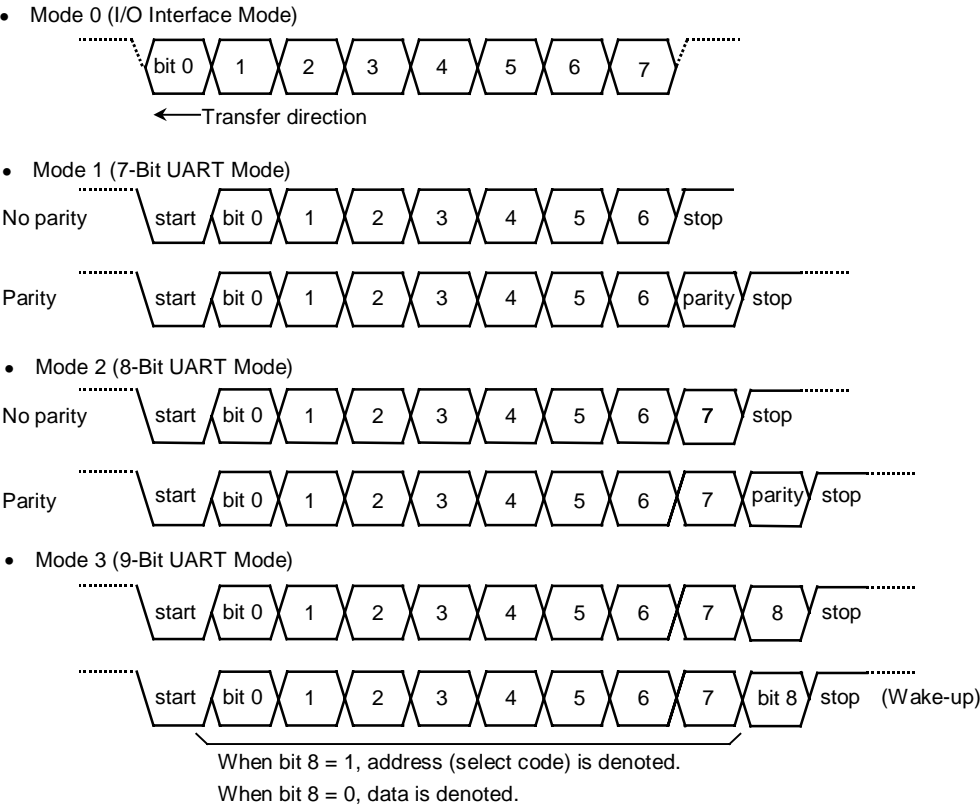 • Mode 0 (I/O Interface Mode)
bit 0 1 2 3 4 5 6 7
Transfer direction
• Mode 1 (7-Bit UART Mode)
No parity start bit 0 1 2 3 4 5 6 stop
Parity start bit 0 1 2 3 4 5 6 parity stop
• Mode 2 (8-Bit UART Mode)
No parity start bit 0 1 2 3 4 5 6 7 stop
Parity start bit 0 1 2 3 4 5 6 7 parity stop
• Mode 3 (9-Bit UART Mode)
start bit 0 1 2 3 4 5 6 7 8 stop
start bit 0 1 2 3 4 5 6 7 bit 8 stop (Wake-up)
When bit 8 = 1, address (select code) is denoted.
When bit 8 = 0, data is denoted.